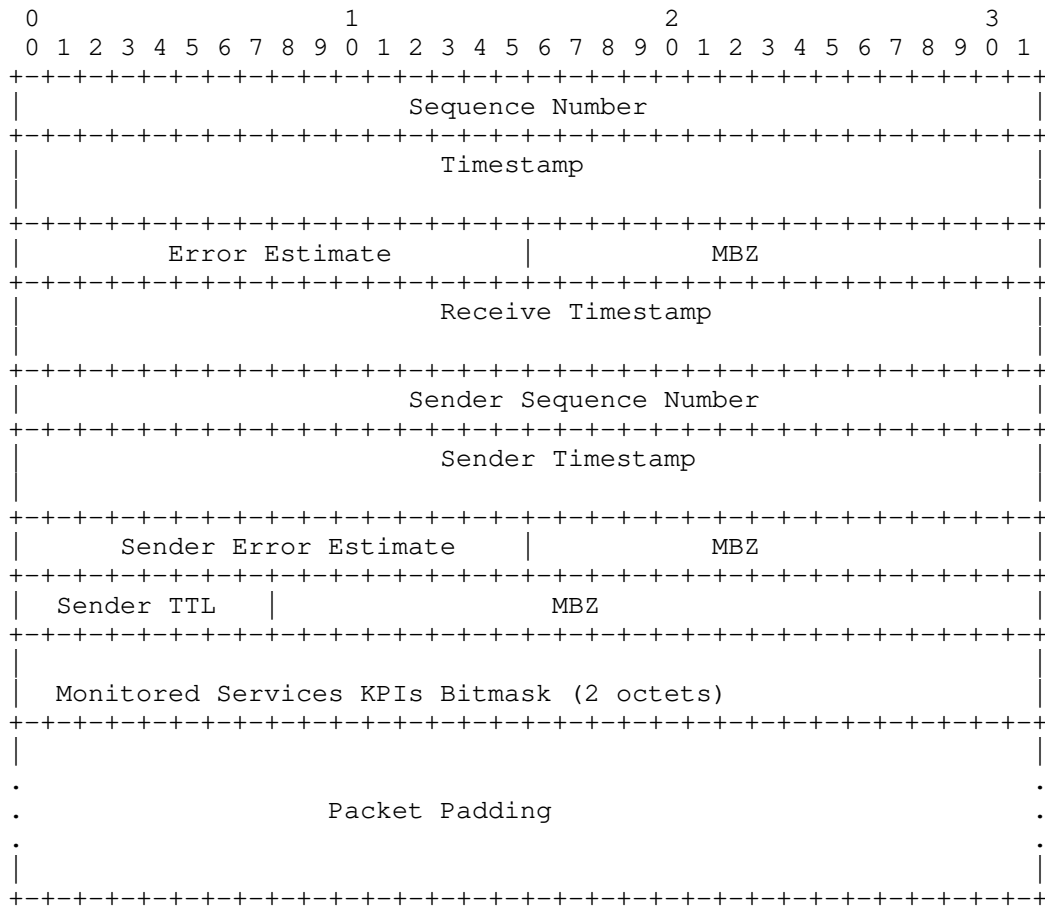 0                   1                   2                   3
 0 1 2 3 4 5 6 7 8 9 0 1 2 3 4 5 6 7 8 9 0 1 2 3 4 5 6 7 8 9 0 1
+-+-+-+-+-+-+-+-+-+-+-+-+-+-+-+-+-+-+-+-+-+-+-+-+-+-+-+-+-+-+-+-+
|                        Sequence Number                        |
+-+-+-+-+-+-+-+-+-+-+-+-+-+-+-+-+-+-+-+-+-+-+-+-+-+-+-+-+-+-+-+-+
|                          Timestamp                            |
|                                                               |
+-+-+-+-+-+-+-+-+-+-+-+-+-+-+-+-+-+-+-+-+-+-+-+-+-+-+-+-+-+-+-+-+
|         Error Estimate        |           MBZ                 |
+-+-+-+-+-+-+-+-+-+-+-+-+-+-+-+-+-+-+-+-+-+-+-+-+-+-+-+-+-+-+-+-+
|                          Receive Timestamp                    |
|                                                               |
+-+-+-+-+-+-+-+-+-+-+-+-+-+-+-+-+-+-+-+-+-+-+-+-+-+-+-+-+-+-+-+-+
|                        Sender Sequence Number                 |
+-+-+-+-+-+-+-+-+-+-+-+-+-+-+-+-+-+-+-+-+-+-+-+-+-+-+-+-+-+-+-+-+
|                          Sender Timestamp                     |
|                                                               |
+-+-+-+-+-+-+-+-+-+-+-+-+-+-+-+-+-+-+-+-+-+-+-+-+-+-+-+-+-+-+-+-+
|      Sender Error Estimate    |           MBZ                 |
+-+-+-+-+-+-+-+-+-+-+-+-+-+-+-+-+-+-+-+-+-+-+-+-+-+-+-+-+-+-+-+-+
|  Sender TTL   |                 MBZ                           |
+-+-+-+-+-+-+-+-+-+-+-+-+-+-+-+-+-+-+-+-+-+-+-+-+-+-+-+-+-+-+-+-+
|                                                               |
|  Monitored Services KPIs Bitmask (2 octets)                   |
+-+-+-+-+-+-+-+-+-+-+-+-+-+-+-+-+-+-+-+-+-+-+-+-+-+-+-+-+-+-+-+-+
|                                                               |
.                                                               .
.                   Packet Padding                              .
.                                                               .
|                                                               |
+-+-+-+-+-+-+-+-+-+-+-+-+-+-+-+-+-+-+-+-+-+-+-+-+-+-+-+-+-+-+-+-+